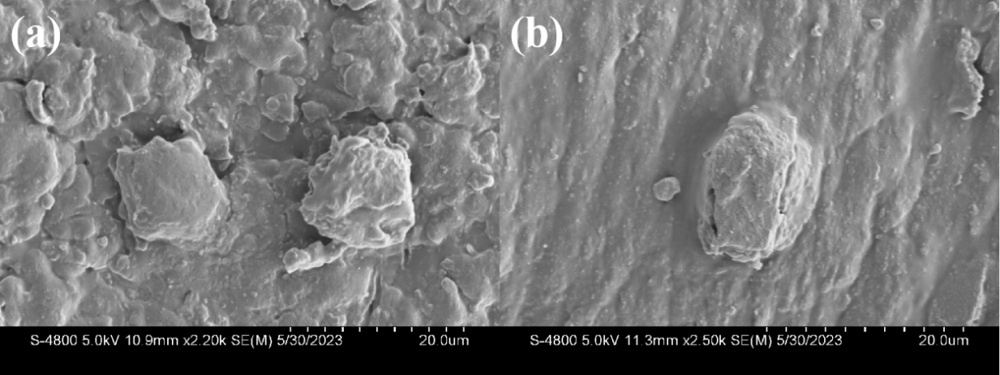 (a)
(b)
S-4800 5.0kV 10.9mm x2.20k SE(M) 5/30/2023 20.0um
S-4800 5.0kV 11.3mm x2.50k SE(M) 5/30/2023 20.0um